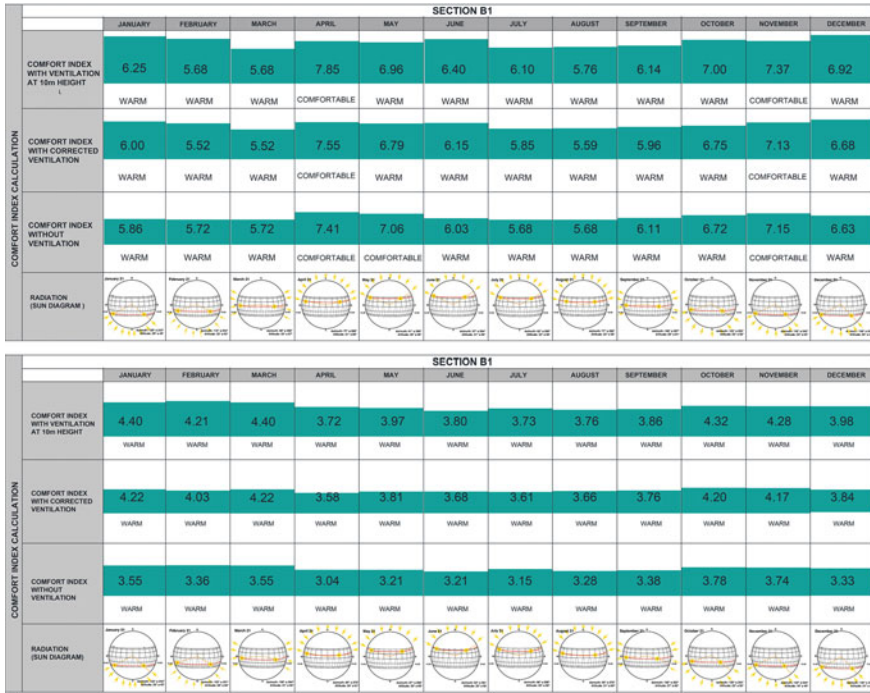 SECTION B1
JANUARY FEBRUARY MARCH APRIL MAY JUNE JULY AUGUST SEPTEMBER OCTOBER NOVEMBER DECEMBER
COMFORT INDEX CALCULATION
COMFORT INDEX
WITH VENTILATION
AT 10m HEIGHT
6.25 5.68 5.68 7.85 6.96 6.40 6.10 5.76 6.14 7.00 7.37 6.92
WARM WARM WARM COMFORTABLE WARM WARM WARM WARM WARM WARM COMFORTABLE WARM
COMFORT INDEX
WITH CORRECTED
VENTILATION
6.00 5.52 5.52 7.55 6.79 6.15 5.85 5.59 5.96 6.75 7.13 6.68
WARM WARM WARM COMFORTABLE WARM WARM WARM WARM WARM WARM COMFORTABLE WARM
COMFORT INDEX
WITHOUT
VENTILATION
5.86 5.72 5.72 7.41 7.06 6.03 5.68 5.68 6.11 6.72 7.15 6.63
WARM WARM WARM COMFORTABLE COMFORTABLE WARM WARM WARM WARM WARM COMFORTABLE WARM
RADIATION
(SUN DIAGRAM )
SECTION B1
JANUARY FEBRUARY MARCH APRIL MAY JUNE JULY AUGUST SEPTEMBER OCTOBER NOVEMBER DECEMBER
COMFORT INDEX CALCULATION
COMFORT INDEX
WITH VENTILATION
AT 10m HEIGHT
4.40 4.21 4.40 3.72 3.97 3.80 3.73 3.76 3.86 4.32 4.28 3.98
WARM WARM WARM WARM WARM WARM WARM WARM WARM WARM WARM WARM
COMFORT INDEX
WITH CORRECTED
VENTILATION
4.22 4.03 4.22 3.58 3.81 3.68 3.61 3.66 3.76 4.20 4.17 3.84
WARM WARM WARM WARM WARM WARM WARM WARM WARM WARM WARM WARM
COMFORT INDEX
WITHOUT
VENTILATION
3.55 3.36 3.55 3.04 3.21 3.21 3.15 3.28 3.38 3.78 3.74 3.33
WARM WARM WARM WARM WARM WARM WARM WARM WARM WARM WARM WARM
RADIATION
(SUN DIAGRAM)